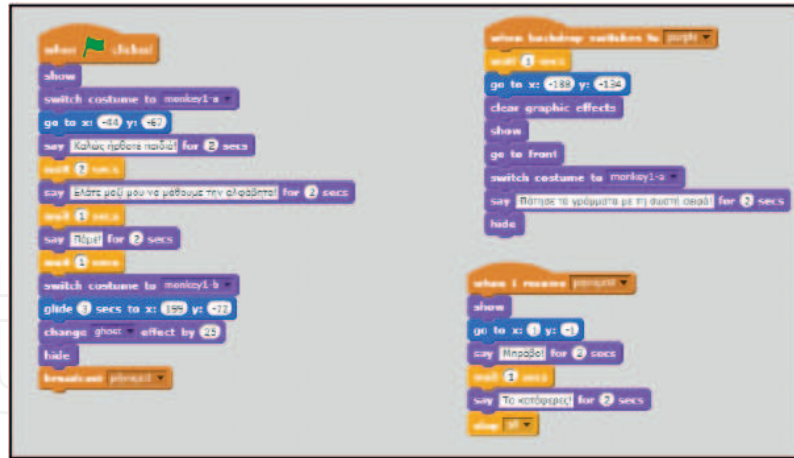 when clicked
show
switch costume to monkey1-a
go to x: -44 y: -67
say Καλώς ήρθατε παιδιά! for 2 secs
wait 2 secs
say Ελάτε μαζί μου να μάθουμε την αλφάβητο! for 2 secs
wait 1 secs
say Πάμε! for 2 secs
wait 1 secs
switch costume to monkey1-b
glide 3 secs to x: 199 y: -72
change ghost effect by 25
hide
broadcast
when backdrop switches to purple
wait 1 secs
go to x: -188 y: -134
clear graphic effects
show
go to front
switch costume to monkey1-a
say Πάτησε τα γράμματα με τη σωστή σειρά! for 2 secs
hide
when I receive
show
go to x: 1 y: -1
say Μπράβο! for 2 secs
wait 1 secs
say Τα κατάφερες! for 2 secs
stop all